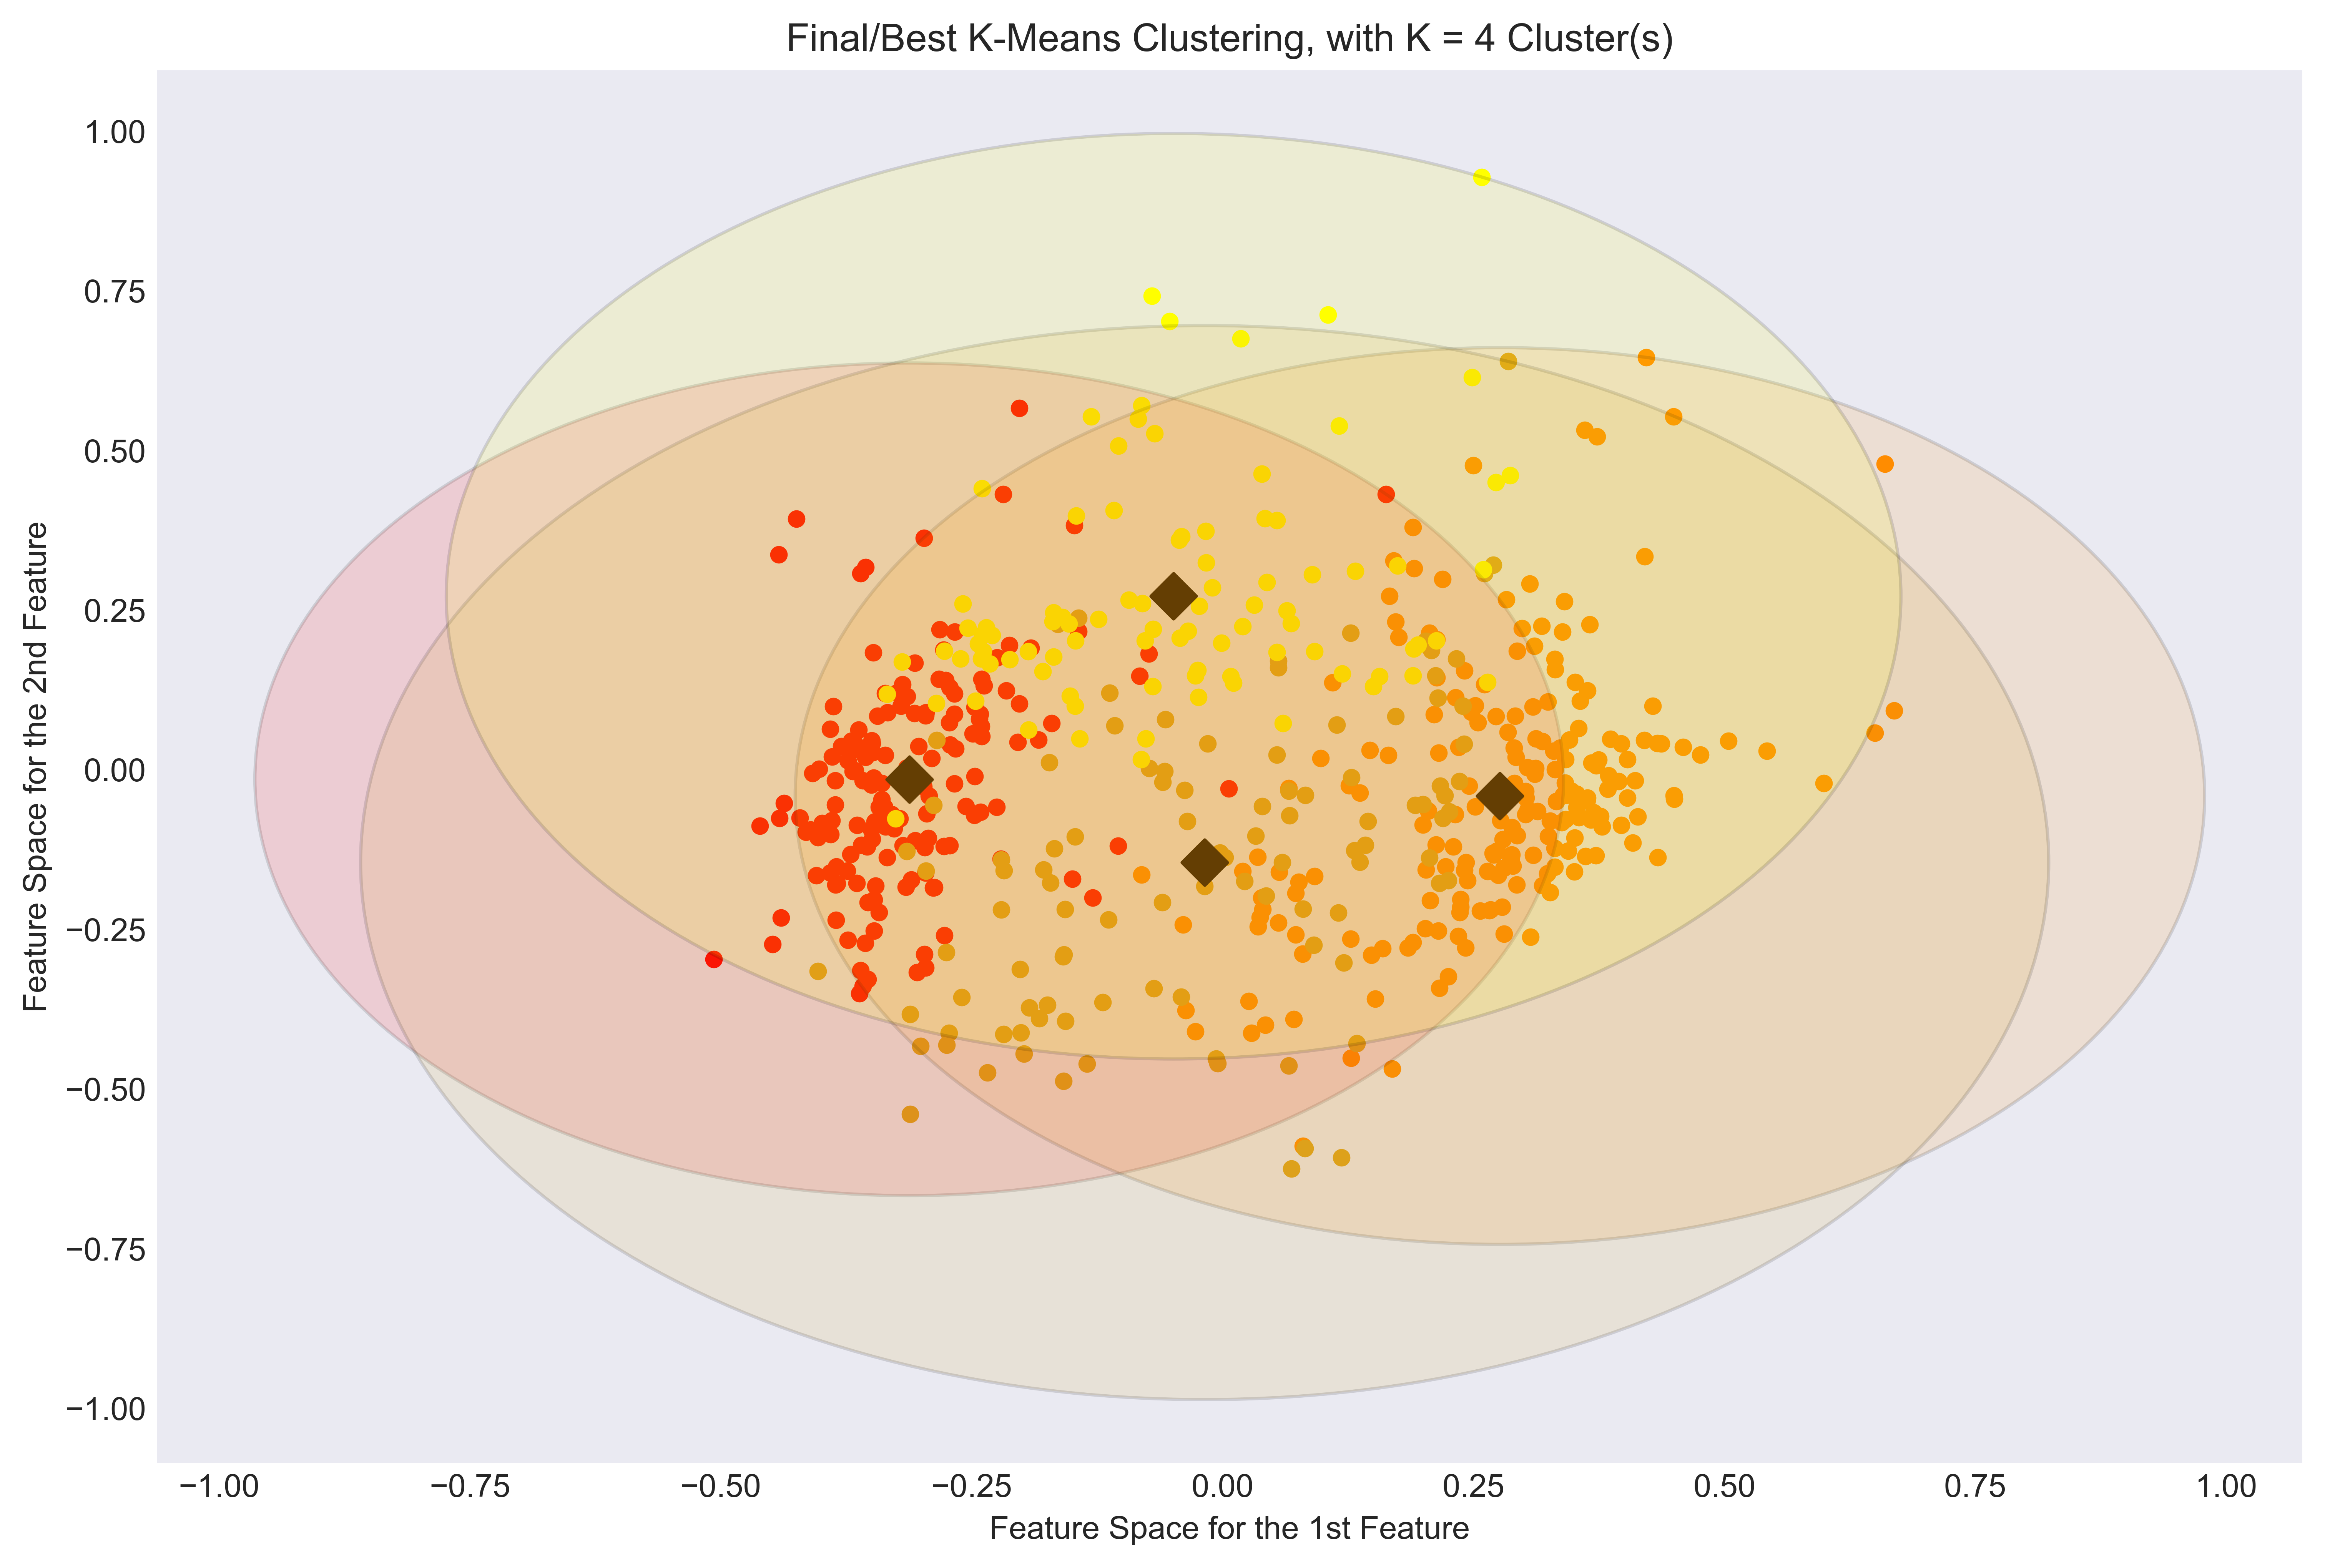 Final/Best K-Means Clustering, with K = 4 Cluster(s)
1.00
0.75
0.50
0.25
0.00
−0.25
−0.50
−0.75
−1.00
Feature Space for the 2nd Feature
−1.00 −0.75 −0.50 −0.25 0.00 0.25 0.50 0.75 1.00
Feature Space for the 1st Feature